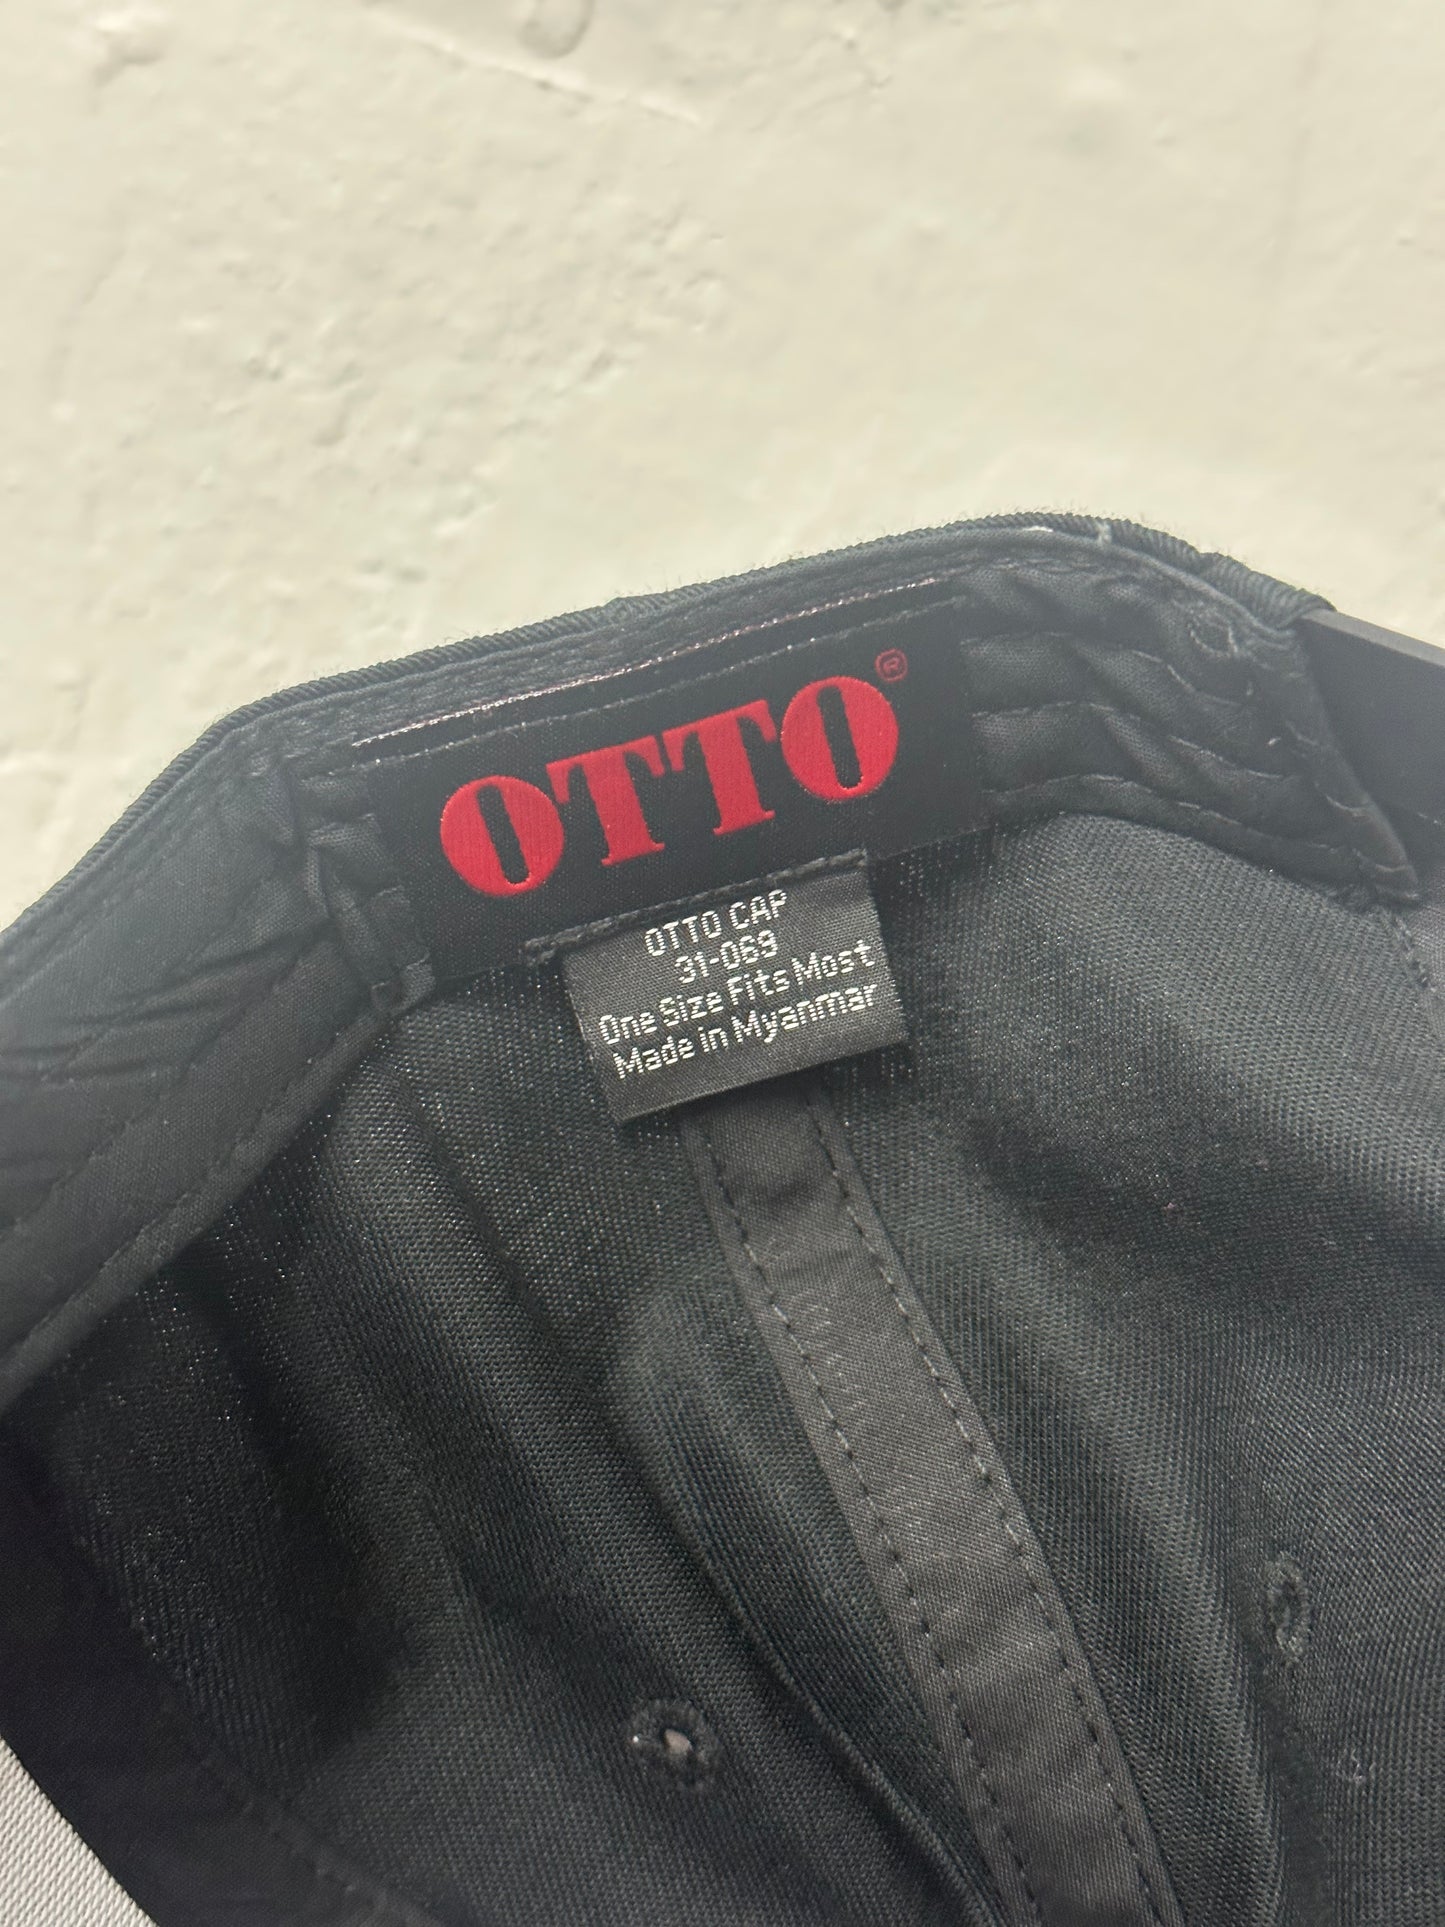 OTTO®
OTTO CAP
31-069
One Size Fits Most
Made in Myanmar